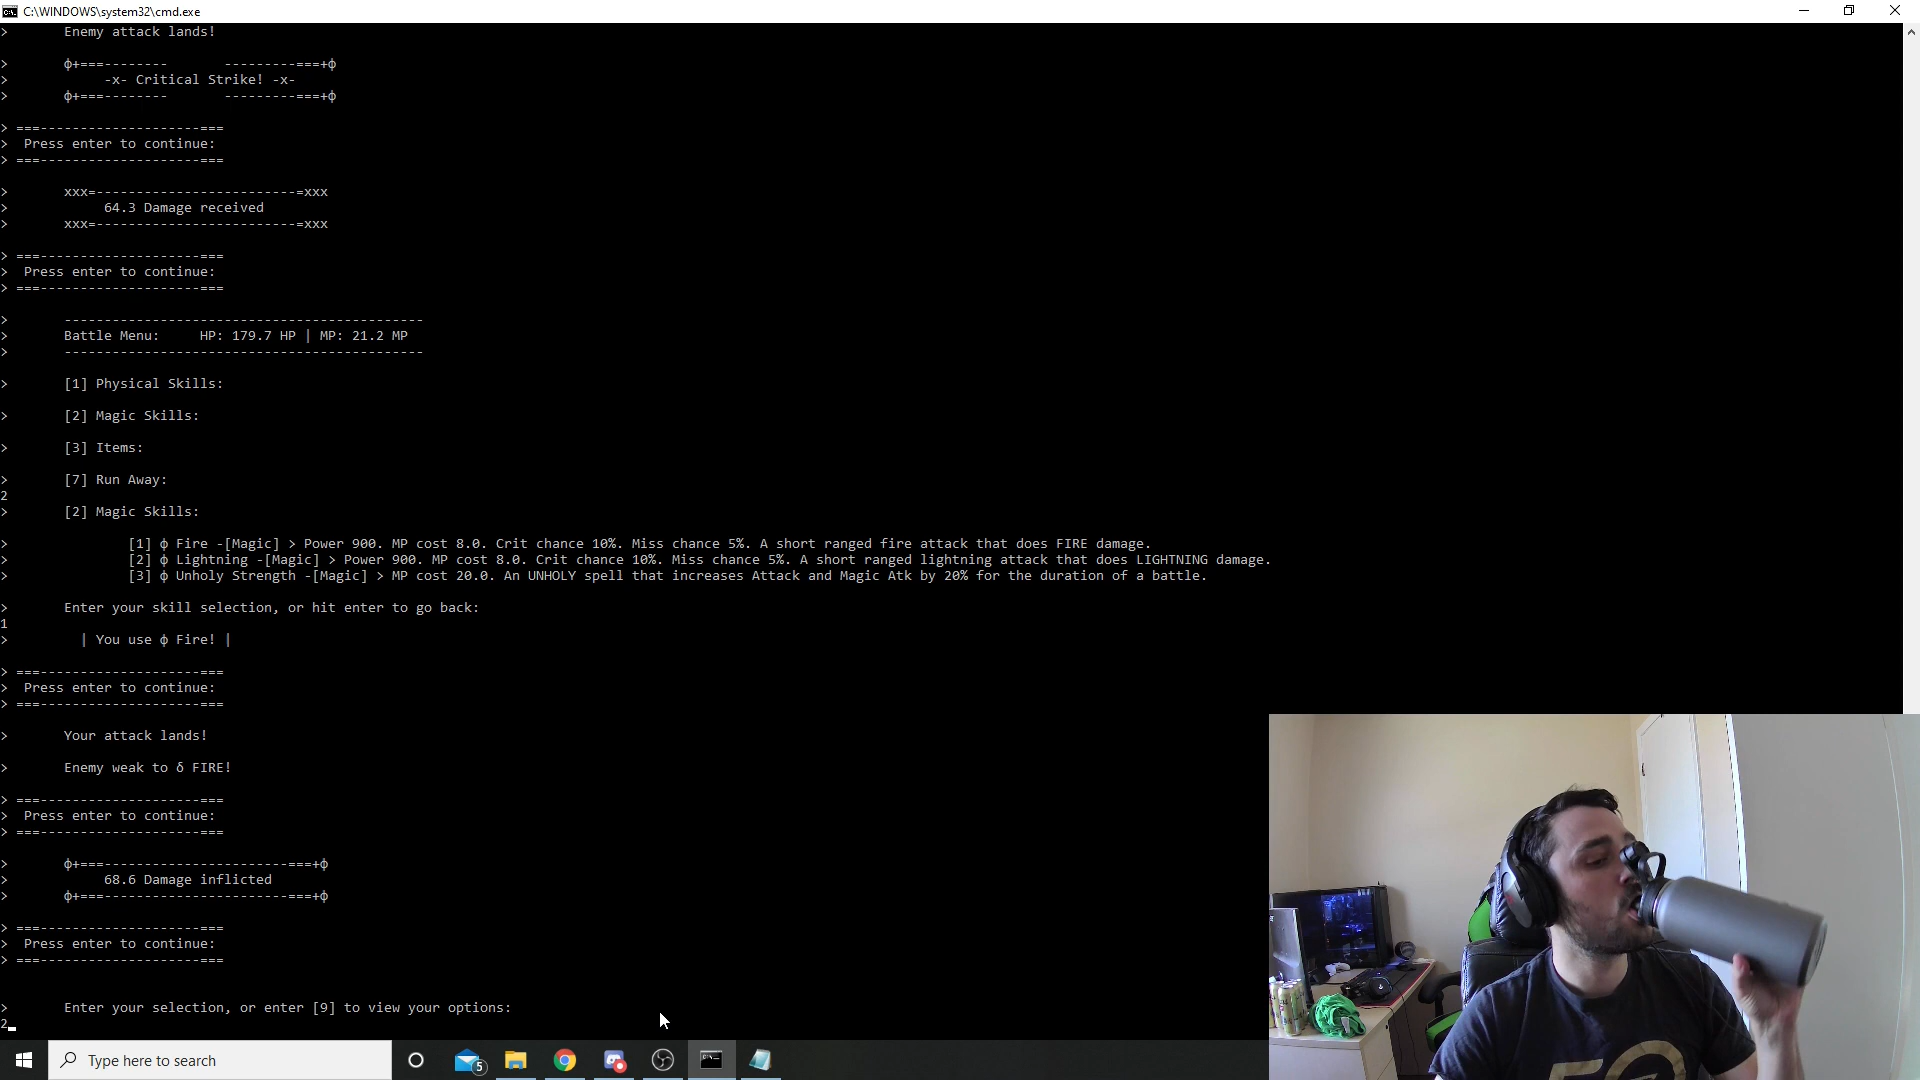 C:\WINDOWS\system32\cmd.exe
> Enemy attack lands!
> ϕ+===-------- ---------===+ϕ
> -x- Critical Strike! -x-
> ϕ+===-------- ---------===+ϕ
> ===--------------------===
> Press enter to continue:
> ===--------------------===
> xxx=-------------------------=xxx
> 64.3 Damage received
> xxx=-------------------------=xxx
> ===--------------------===
> Press enter to continue:
> ===--------------------===
> ---------------------------------------------
> Battle Menu: HP: 179.7 HP | MP: 21.2 MP
> ---------------------------------------------
> [1] Physical Skills:
> [2] Magic Skills:
> [3] Items:
> [7] Run Away:
2
> [2] Magic Skills:
> [1] ϕ Fire -[Magic] > Power 900. MP cost 8.0. Crit chance 10%. Miss chance 5%. A short ranged fire attack that does FIRE damage.
> [2] ϕ Lightning -[Magic] > Power 900. MP cost 8.0. Crit chance 10%. Miss chance 5%. A short ranged lightning attack that does LIGHTNING damage.
> [3] ϕ Unholy Strength -[Magic] > MP cost 20.0. An UNHOLY spell that increases Attack and Magic Atk by 20% for the duration of a battle.
> Enter your skill selection, or hit enter to go back:
1
> | You use ϕ Fire! |
> ===--------------------===
> Press enter to continue:
> ===--------------------===
> Your attack lands!
> Enemy weak to δ FIRE!
> ===--------------------===
> Press enter to continue:
> ===--------------------===
> ϕ+===-----------------------===+ϕ
> 68.6 Damage inflicted
> ϕ+===-----------------------===+ϕ
> ===--------------------===
> Press enter to continue:
> ===--------------------===
> Enter your selection, or enter [9] to view your options:
2_
Type here to search
5
50